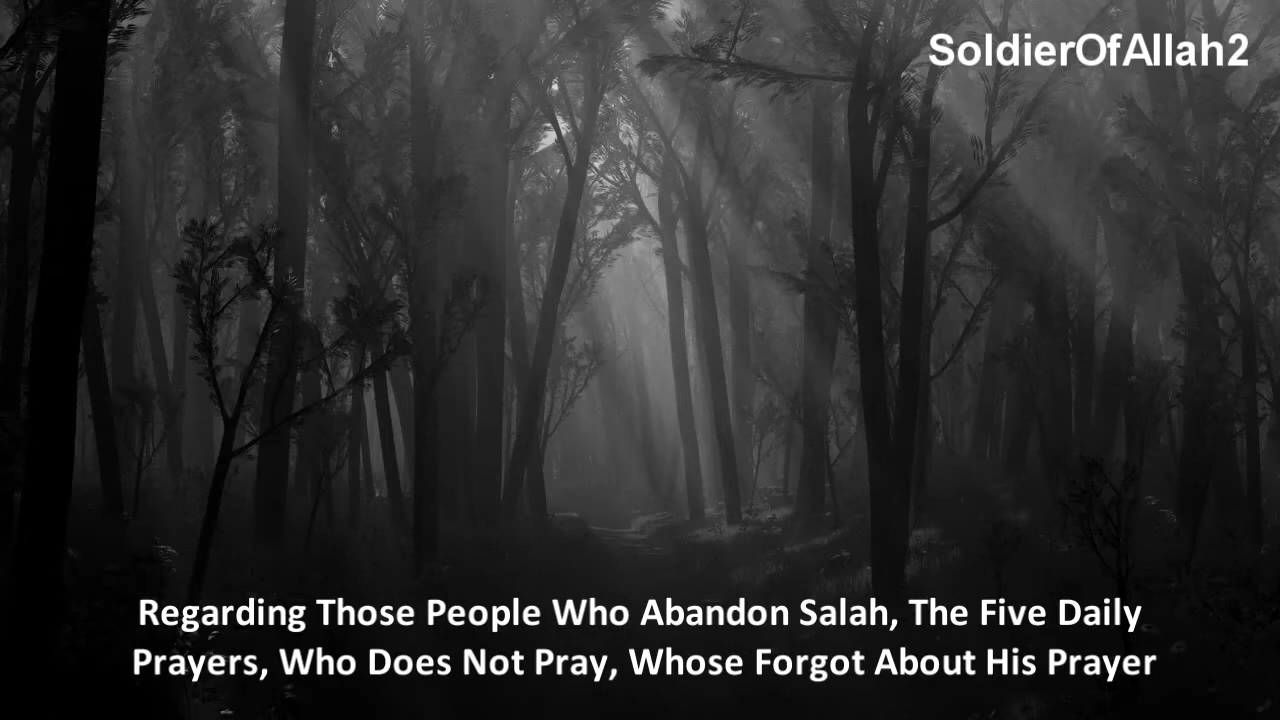 SoldierOfAllah2
Regarding Those People Who Abandon Salah, The Five Daily
Prayers, Who Does Not Pray, Whose Forgot About His Prayer